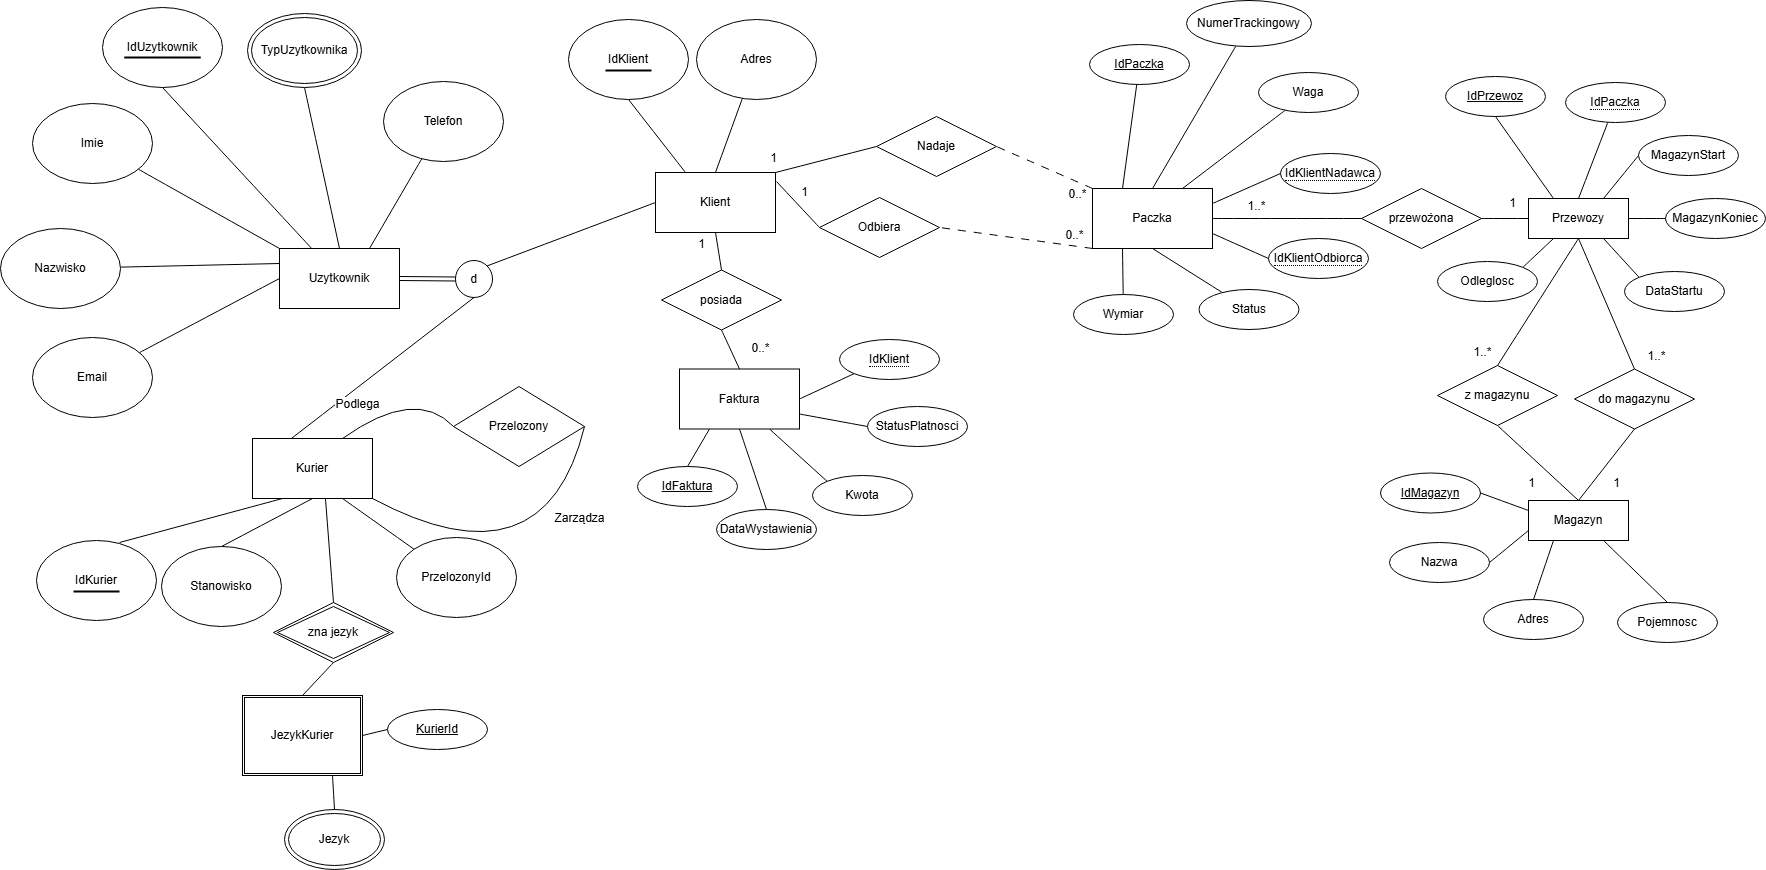 IdUzytkownik
TypUzytkownika
Telefon
Imie
Nazwisko
Email
Uzytkownik
d
IdKlient
Adres
Klient
1
Nadaje
0..*
1
Odbiera
0..*
1
posiada
0..*
Faktura
IdKlient
StatusPlatnosci
Kwota
DataWystawienia
IdFaktura
NumerTrackingowy
IdPaczka
Waga
IdKlientNadawca
IdKlientOdbiorca
Paczka
Wymiar
Status
1..*
przewożona
1
IdPrzewoz
IdPaczka
MagazynStart
MagazynKoniec
Przewozy
Odleglosc
DataStartu
1..*
1..*
z magazynu
do magazynu
1
1
IdMagazyn
Magazyn
Nazwa
Adres
Pojemnosc
Podlega
Przelozony
Zarządza
Kurier
IdKurier
Stanowisko
PrzelozonyId
zna jezyk
JezykKurier
KurierId
Jezyk